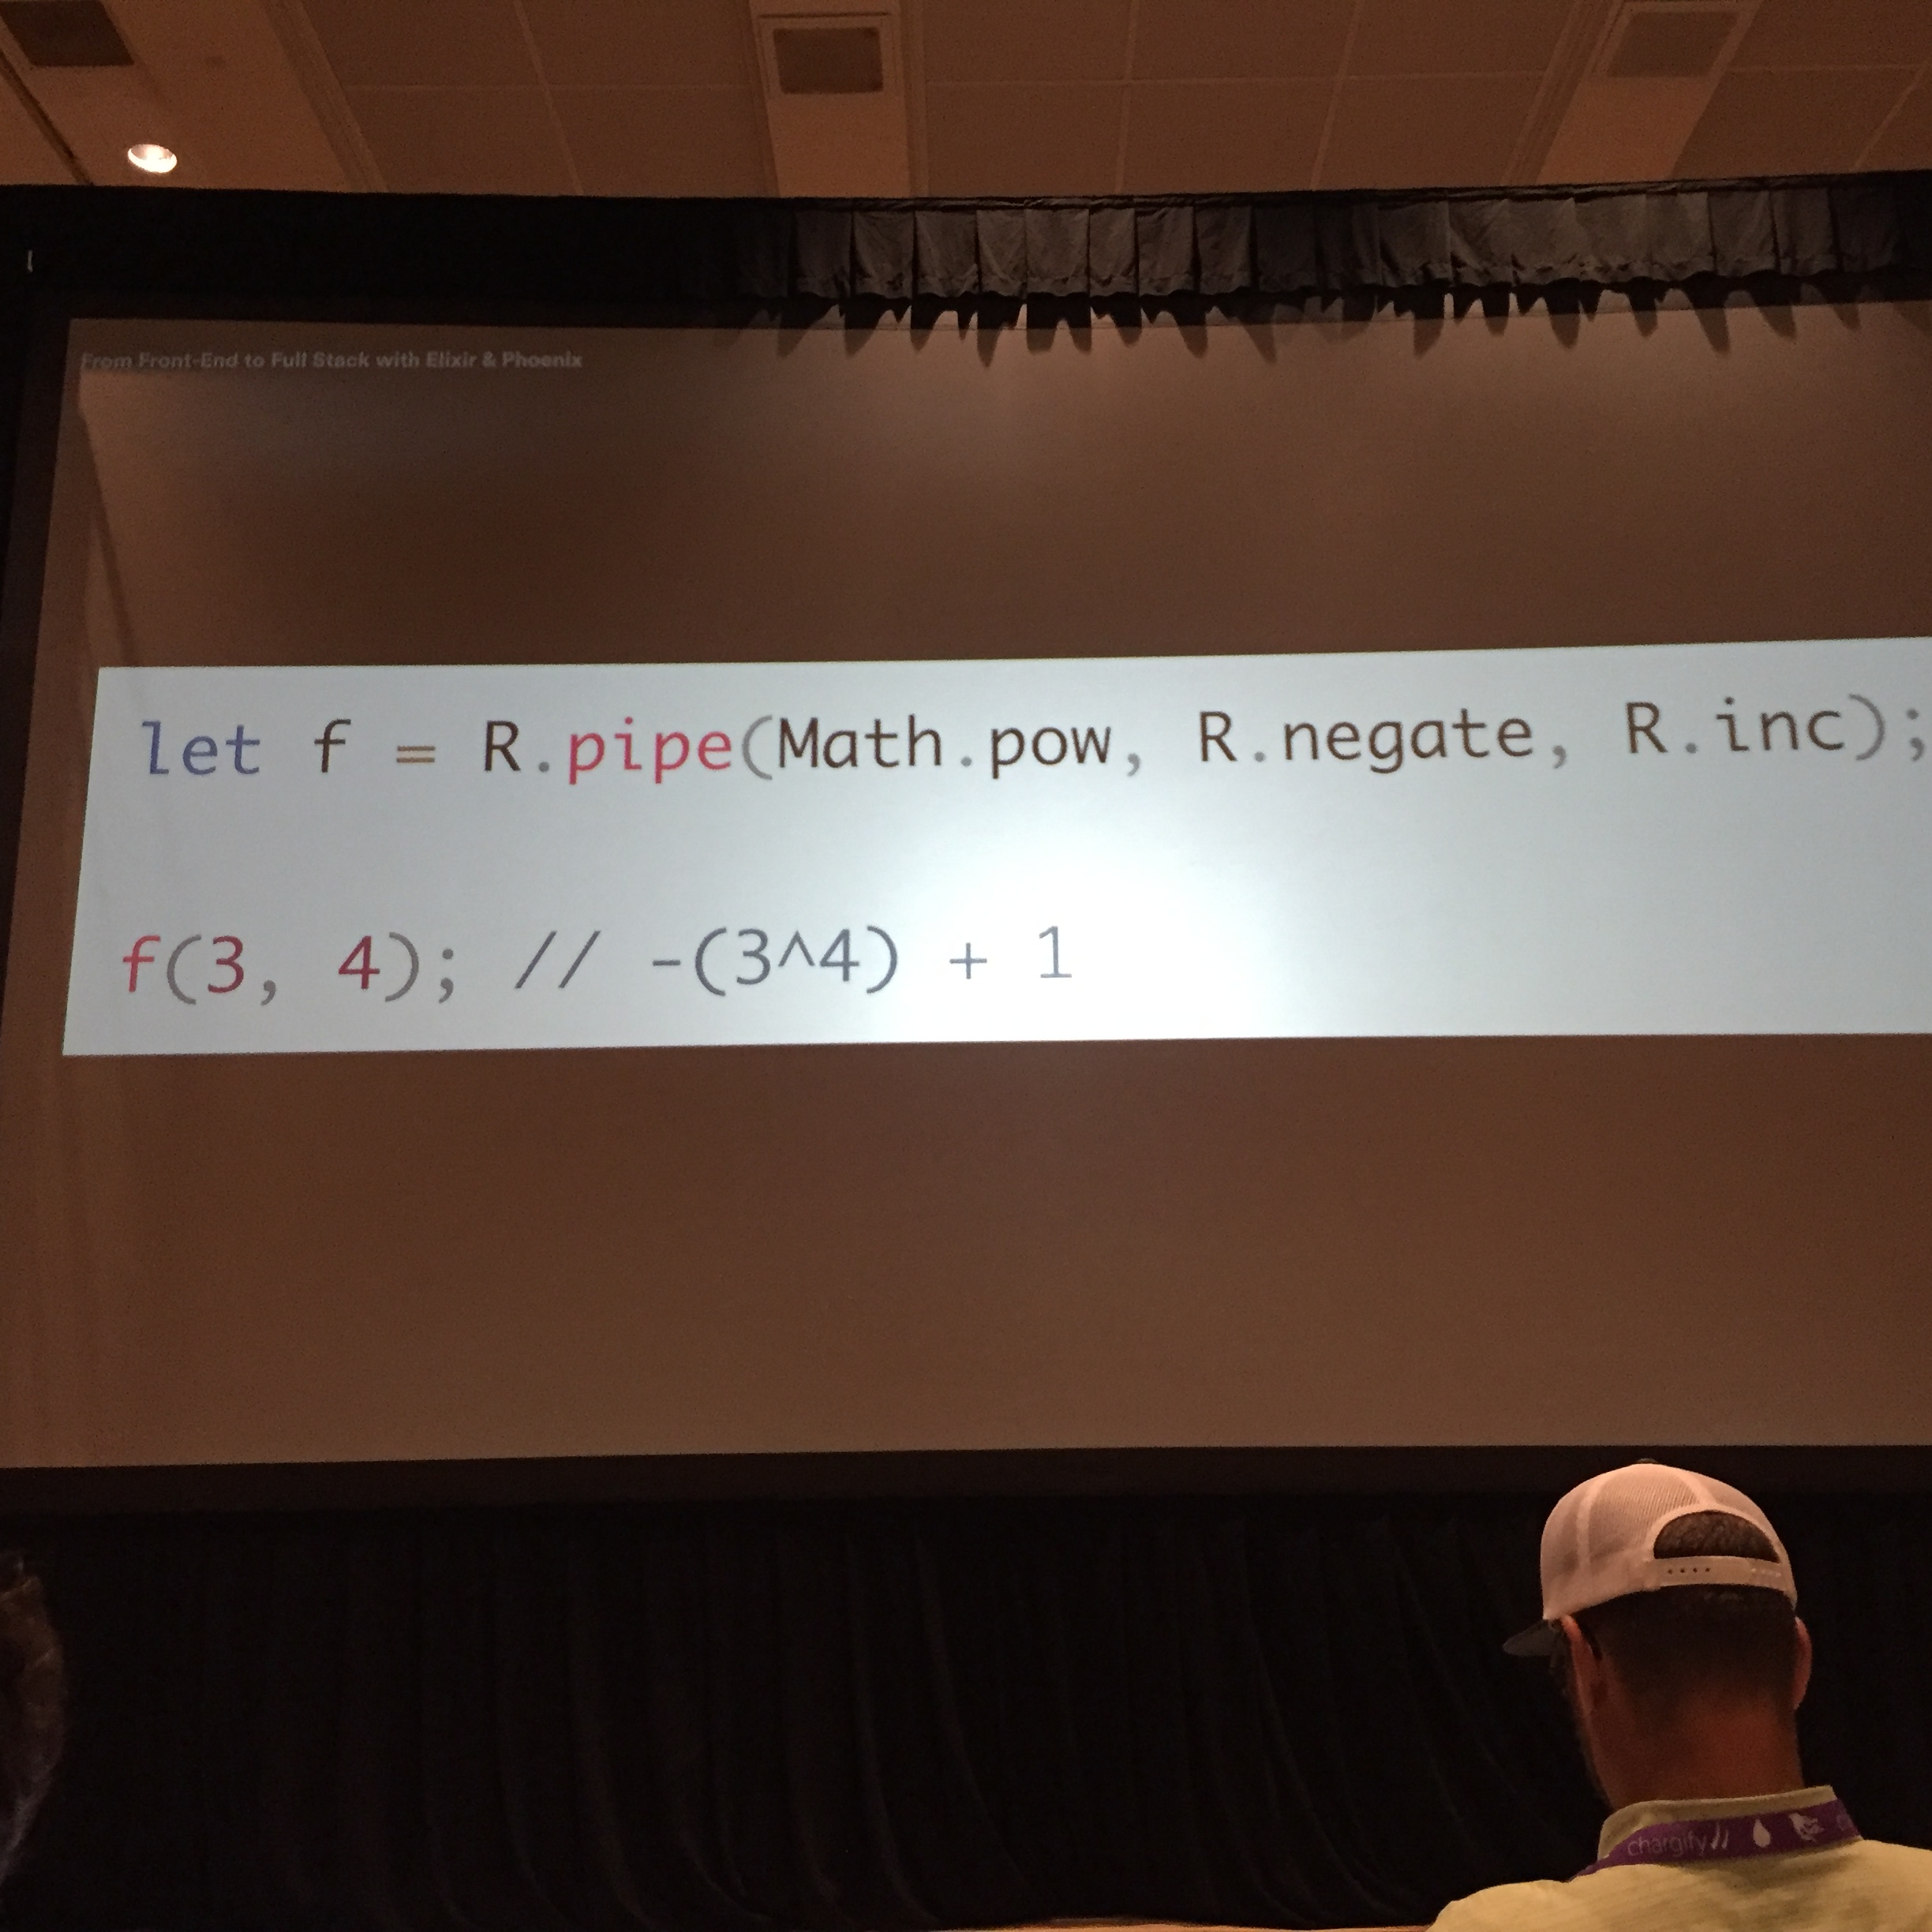 From Front-End to Full Stack with Elixir & Phoenix
let f = R.pipe(Math.pow, R.negate, R.inc);
f(3, 4); // -(3^4) + 1
chargify